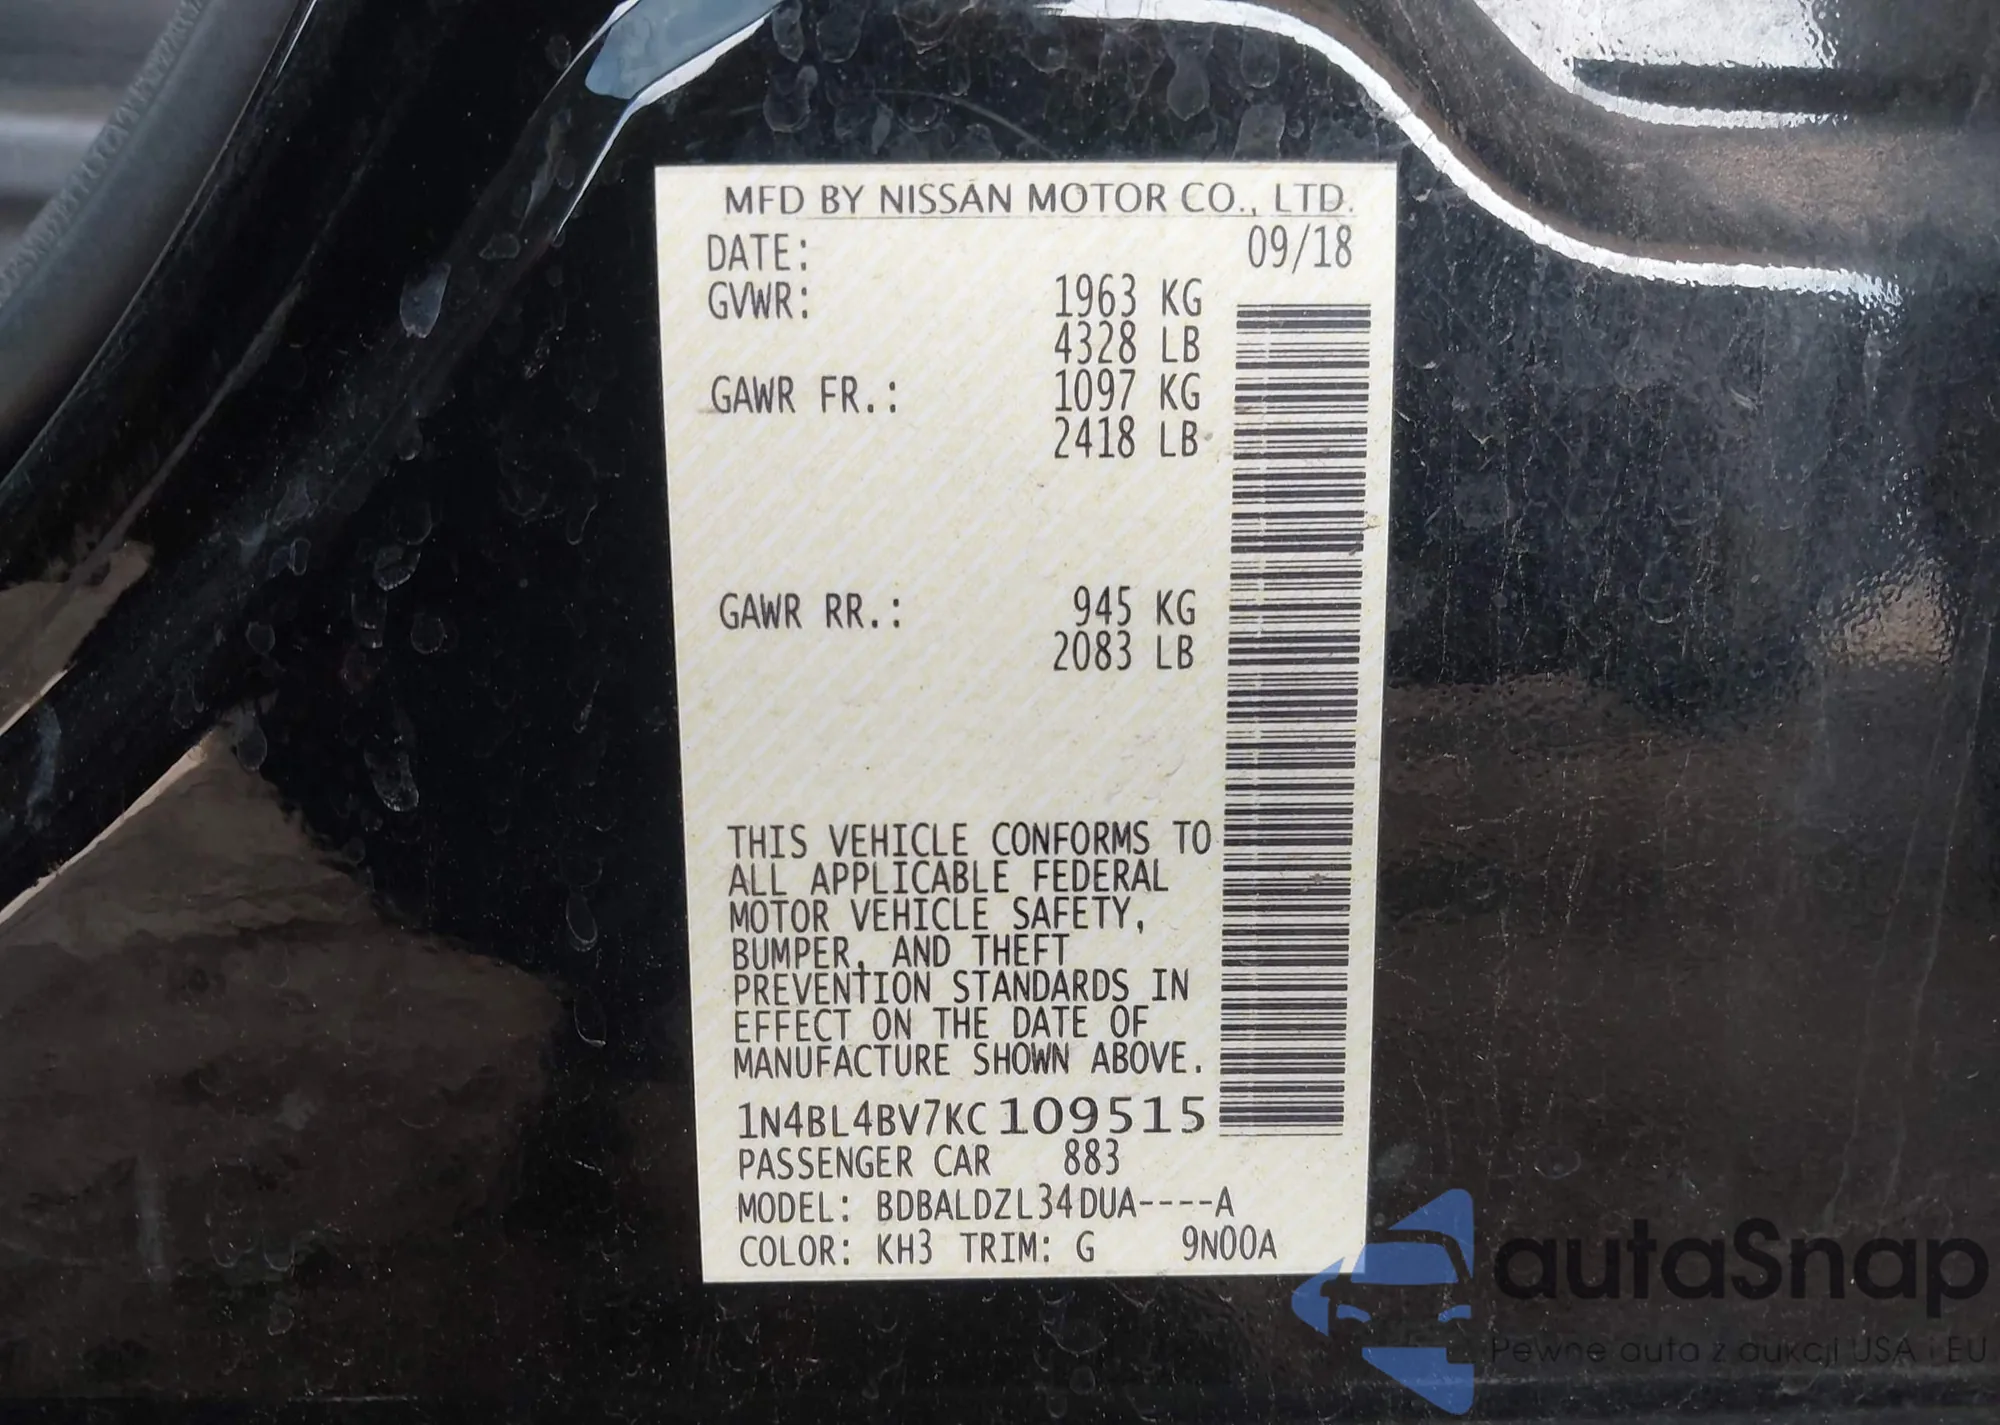 MFD BY NISSAN MOTOR CO., LTD.
DATE: 09/18
GVWR: 1963 KG
4328 LB
GAWR FR.: 1097 KG
2418 LB
GAWR RR.: 945 KG
2083 LB
THIS VEHICLE CONFORMS TO
ALL APPLICABLE FEDERAL
MOTOR VEHICLE SAFETY,
BUMPER, AND THEFT
PREVENTION STANDARDS IN
EFFECT ON THE DATE OF
MANUFACTURE SHOWN ABOVE.
1N4BL4BV7KC109515
PASSENGER CAR 883
MODEL: BDBALDZL34DUA----A
COLOR: KH3 TRIM: G 9N00A
autaSnap
Pewne auta z aukcji USA i EU